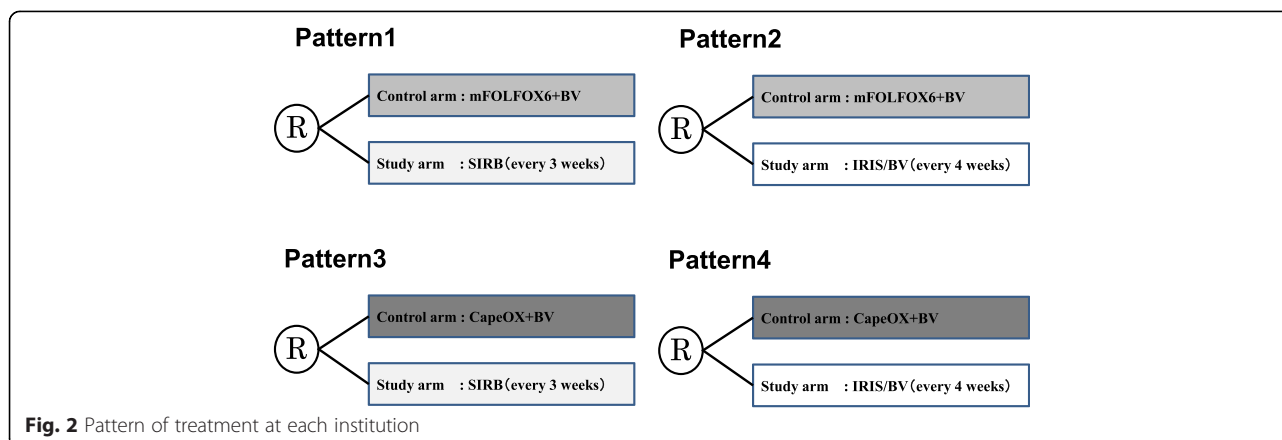 Pattern1
R
Control arm : mFOLFOX6+BV
Study arm : SIRB(every 3 weeks)
Pattern2
R
Control arm : mFOLFOX6+BV
Study arm : IRIS/BV(every 4 weeks)
Pattern3
R
Control arm : CapeOX+BV
Study arm : SIRB(every 3 weeks)
Pattern4
R
Control arm : CapeOX+BV
Study arm : IRIS/BV(every 4 weeks)
Fig. 2 Pattern of treatment at each institution